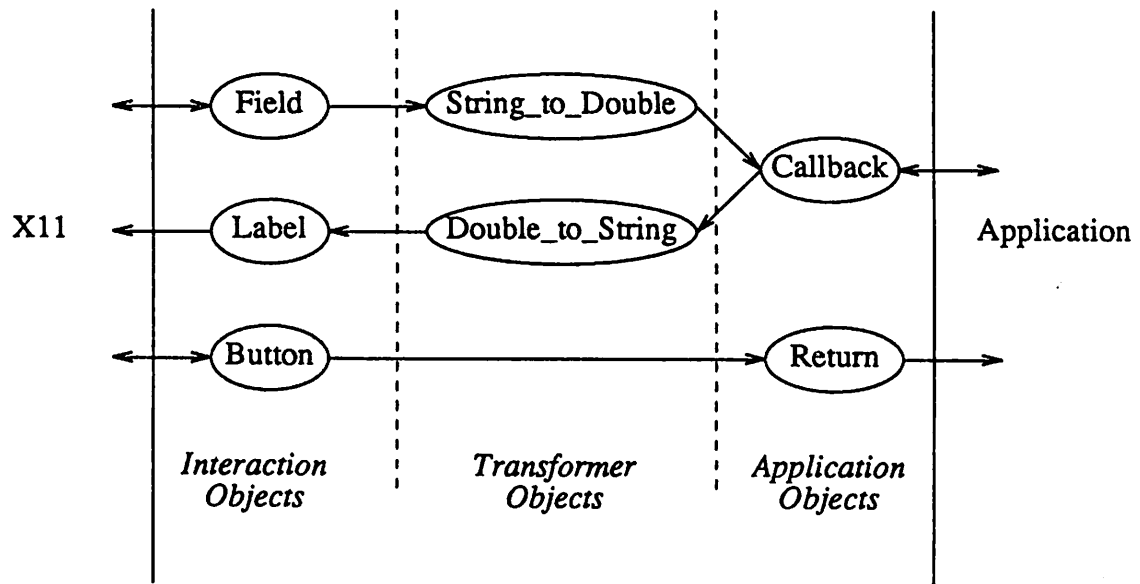 Field
String_to_Double
Callback
X11
Label
Double_to_String
Application
Button
Return
Interaction
Objects
Transformer
Objects
Application
Objects